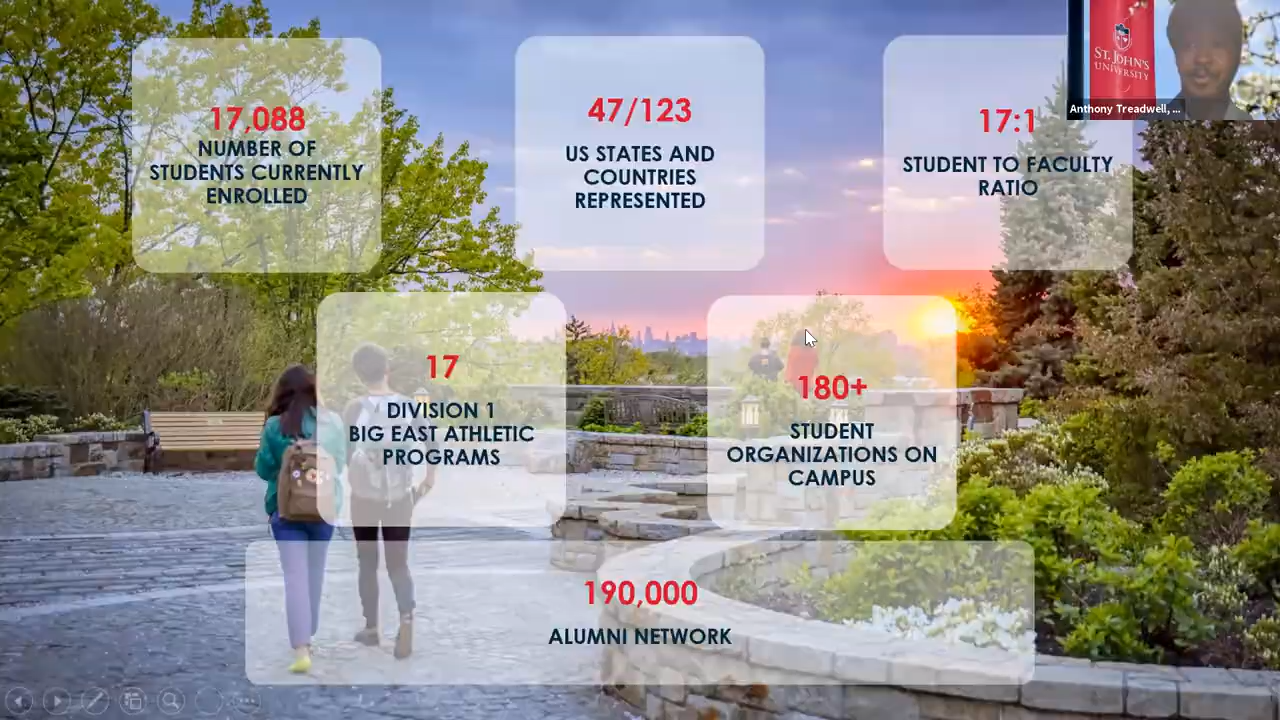 17,088
NUMBER OF
STUDENTS CURRENTLY
ENROLLED
47/123
US STATES AND
COUNTRIES
REPRESENTED
17:1
STUDENT TO FACULTY
RATIO
ST. JOHN'S
UNIVERSITY
Anthony Treadwell, ...
17
DIVISION 1
BIG EAST ATHLETIC
PROGRAMS
180+
STUDENT
ORGANIZATIONS ON
CAMPUS
190,000
ALUMNI NETWORK